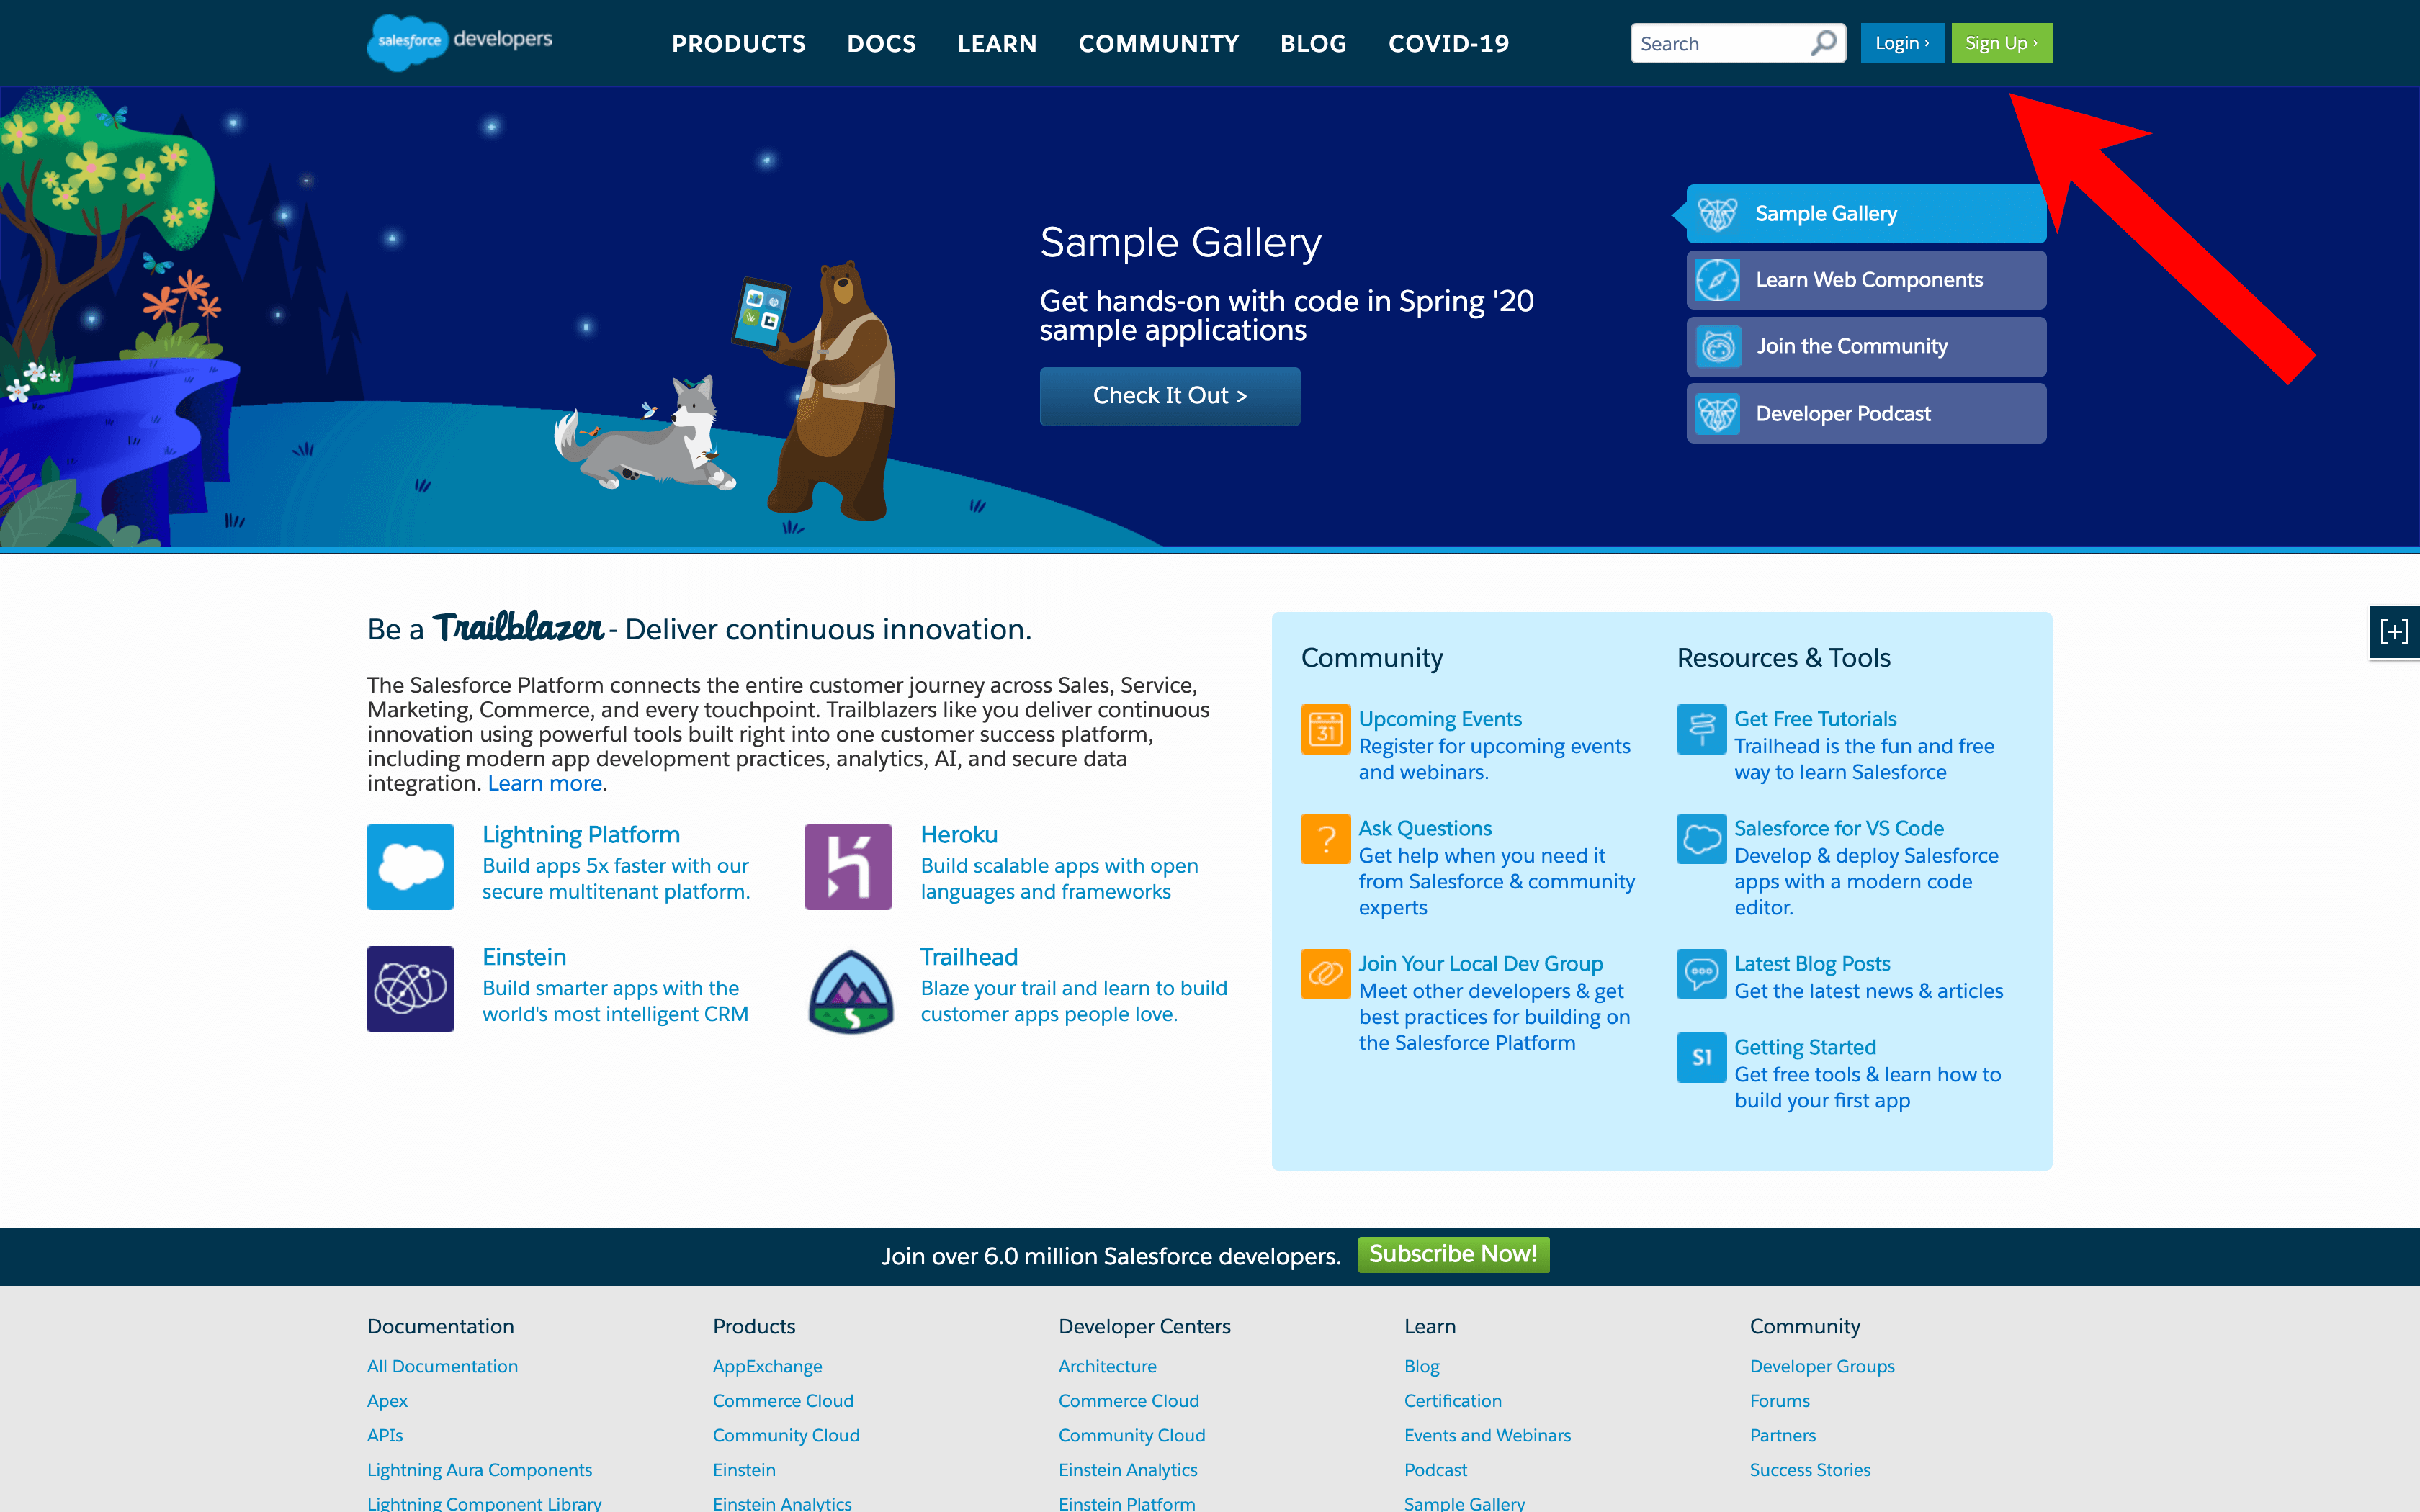 salesforce developers
PRODUCTS DOCS LEARN COMMUNITY BLOG COVID-19
Search
Login ›
Sign Up ›
Sample Gallery
Get hands-on with code in Spring '20
sample applications
Check It Out >
Sample Gallery
Learn Web Components
Join the Community
Developer Podcast
[+]
Be a Trailblazer - Deliver continuous innovation.
The Salesforce Platform connects the entire customer journey across Sales, Service,
Marketing, Commerce, and every touchpoint. Trailblazers like you deliver continuous
innovation using powerful tools built right into one customer success platform,
including modern app development practices, analytics, AI, and secure data
integration. Learn more.
Lightning Platform
Build apps 5x faster with our
secure multitenant platform.
Heroku
Build scalable apps with open
languages and frameworks
Einstein
Build smarter apps with the
world's most intelligent CRM
Trailhead
Blaze your trail and learn to build
customer apps people love.
Community
31
Upcoming Events
Register for upcoming events
and webinars.
?
Ask Questions
Get help when you need it
from Salesforce & community
experts
Join Your Local Dev Group
Meet other developers & get
best practices for building on
the Salesforce Platform
Resources & Tools
Get Free Tutorials
Trailhead is the fun and free
way to learn Salesforce
Salesforce for VS Code
Develop & deploy Salesforce
apps with a modern code
editor.
Latest Blog Posts
Get the latest news & articles
S1
Getting Started
Get free tools & learn how to
build your first app
Join over 6.0 million Salesforce developers. Subscribe Now!
Documentation
All Documentation
Apex
APIs
Lightning Aura Components
Lightning Component Library
Products
AppExchange
Commerce Cloud
Community Cloud
Einstein
Einstein Analytics
Developer Centers
Architecture
Commerce Cloud
Community Cloud
Einstein Analytics
Einstein Platform
Learn
Blog
Certification
Events and Webinars
Podcast
Sample Gallery
Community
Developer Groups
Forums
Partners
Success Stories